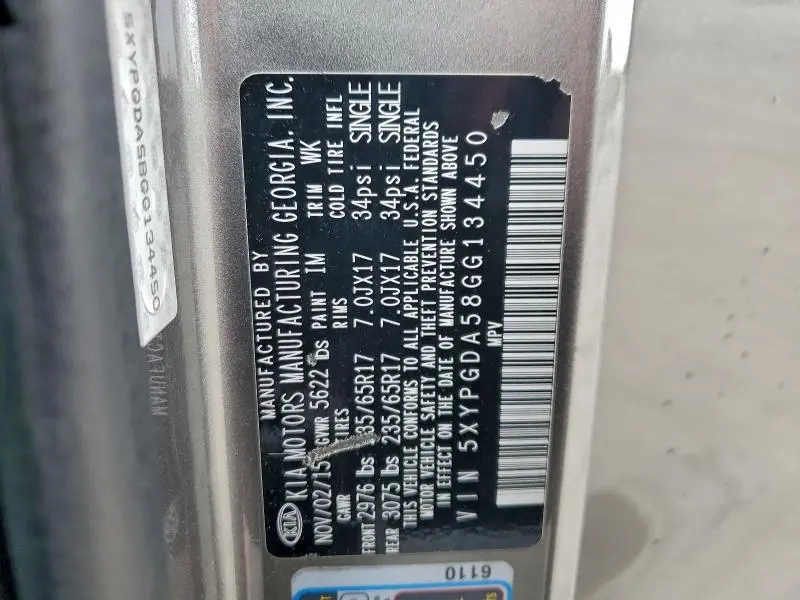 5XYPGDA58GG134450
MANUFACTURED BY
KIA KIA MOTORS MANUFACTURING GEORGIA, INC.
NOV/02/15 GVWR 5622 lbs PAINT IM TRIM WK
GAWR TIRES RIMS COLD TIRE INFL
FRONT 2976 lbs 235/65R17 7.0JX17 34psi SINGLE
REAR 3075 lbs 235/65R17 7.0JX17 34psi SINGLE
THIS VEHICLE CONFORMS TO ALL APPLICABLE U.S.A. FEDERAL
MOTOR VEHICLE SAFETY AND THEFT PREVENTION STANDARDS
IN EFFECT ON THE DATE OF MANUFACTURE SHOWN ABOVE
VIN 5XYPGDA58GG134450
MPV
6110